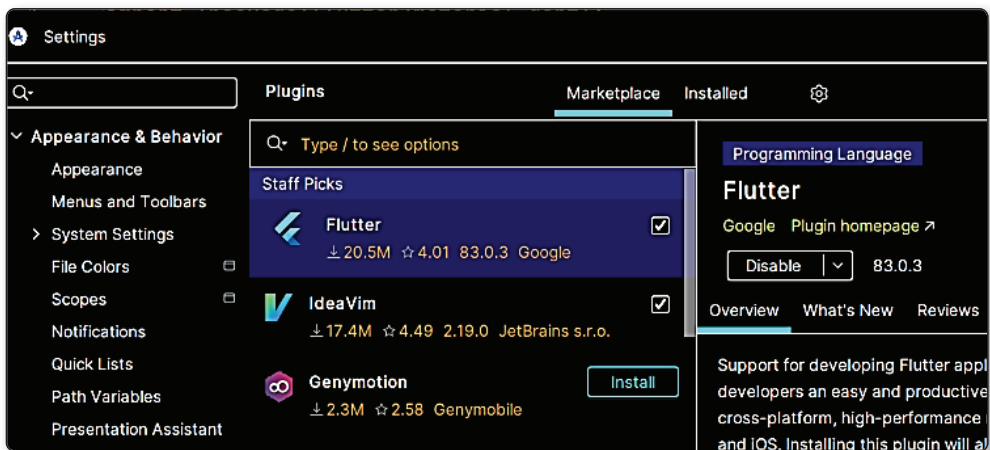 Settings
Appearance & Behavior
Appearance
Menus and Toolbars
System Settings
File Colors
Scopes
Notifications
Quick Lists
Path Variables
Presentation Assistant
Plugins
Marketplace Installed
Type / to see options
Staff Picks
Flutter
20.5M 4.01 83.0.3 Google
IdeaVim
17.4M 4.49 2.19.0 JetBrains s.r.o.
Genymotion
Install
2.3M 2.58 Genymobile
Programming Language
Flutter
Google Plugin homepage ↗
Disable 83.0.3
Overview What's New Reviews
Support for developing Flutter
developers an easy and productive
cross-platform, high-performance
and iOS. Installing this plugin will